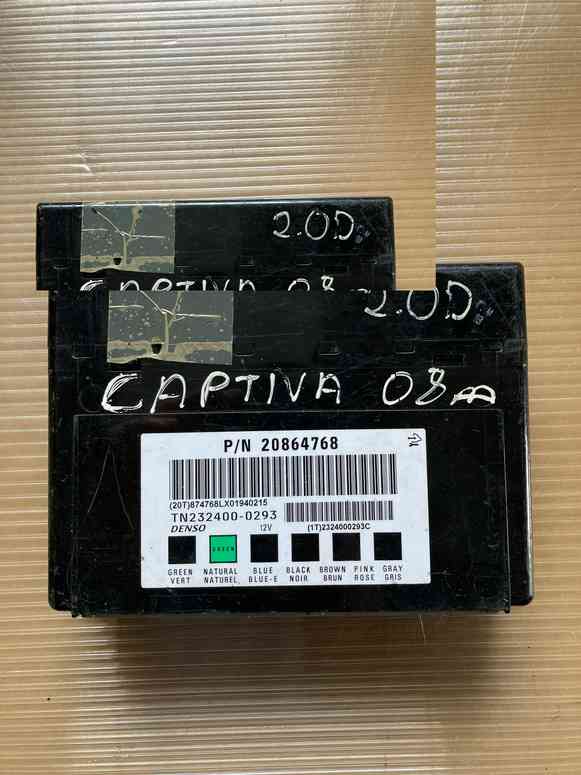 2.0D
CAPTIVA 08
2.0D
CAPTIVA 08
P/N 20864768
(20T)874768LX01940215
TN232400-0293
(1T)2324000293C
DENSO 12V
GREEN
GREEN NATURAL BLUE BLACK BROWN PINK GRAY
VERT NATUREL BLUE-E NOIR BRUN ROSE GRIS